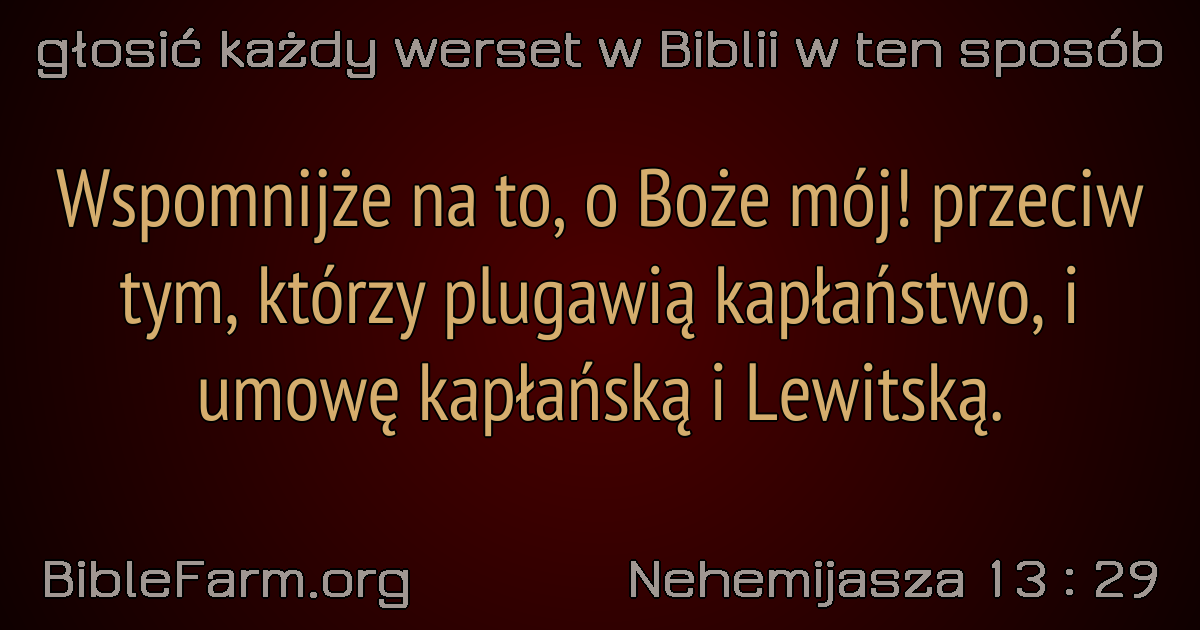 głosić każdy werset w Biblii w ten sposób
Wspomnijże na to, o Boże mój! przeciw
tym, którzy plugawią kapłaństwo, i
umowę kapłańską i Lewitską.
BibleFarm.org
Nehemijasza 13 : 29